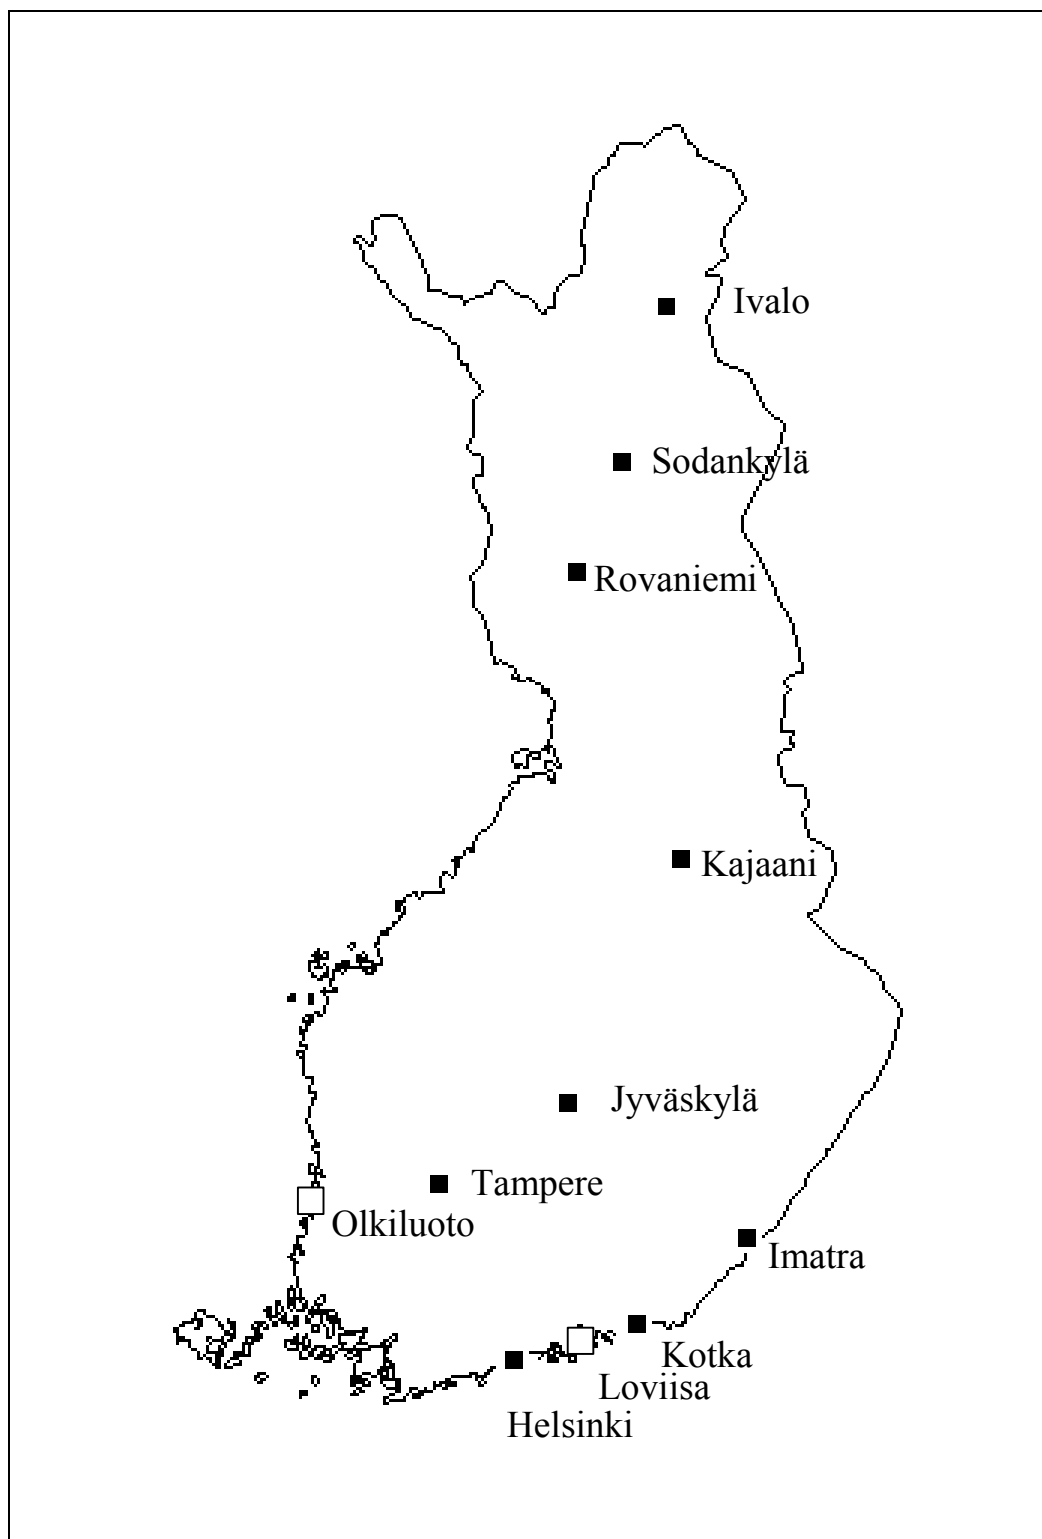 Ivalo
Sodankylä
Rovaniemi
Kajaani
Jyväskylä
Tampere
Olkiluoto
Imatra
Kotka
Loviisa
Helsinki